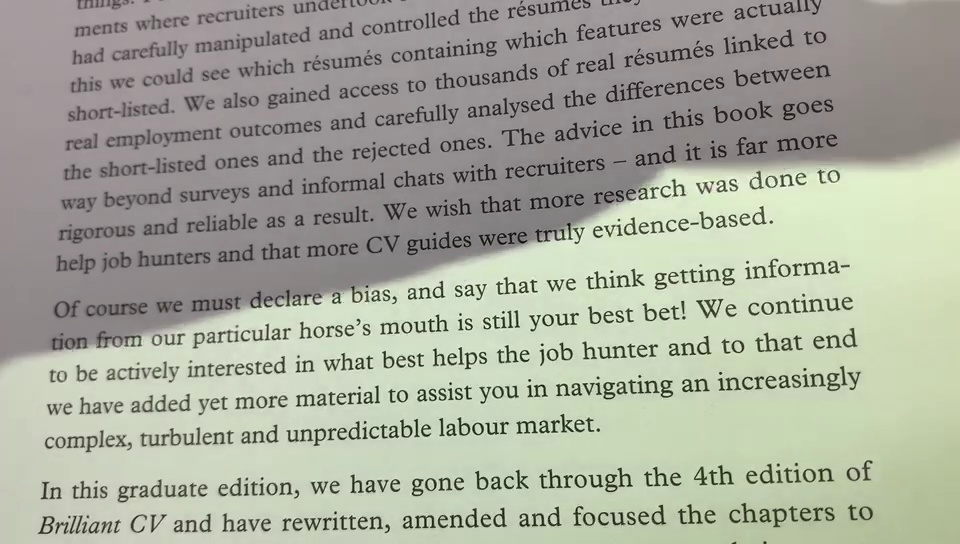 things.
ments where recruiters undertook
had carefully manipulated and controlled the résumés
this we could see which résumés containing which features were actually
short-listed. We also gained access to thousands of real résumés linked to
real employment outcomes and carefully analysed the differences between
the short-listed ones and the rejected ones. The advice in this book goes
way beyond surveys and informal chats with recruiters – and it is far more
rigorous and reliable as a result. We wish that more research was done to
help job hunters and that more CV guides were truly evidence-based.
Of course we must declare a bias, and say that we think getting informa-
tion from our particular horse's mouth is still your best bet! We continue
to be actively interested in what best helps the job hunter and to that end
we have added yet more material to assist you in navigating an increasingly
complex, turbulent and unpredictable labour market.
In this graduate edition, we have gone back through the 4th edition of
Brilliant CV and have rewritten, amended and focused the chapters to